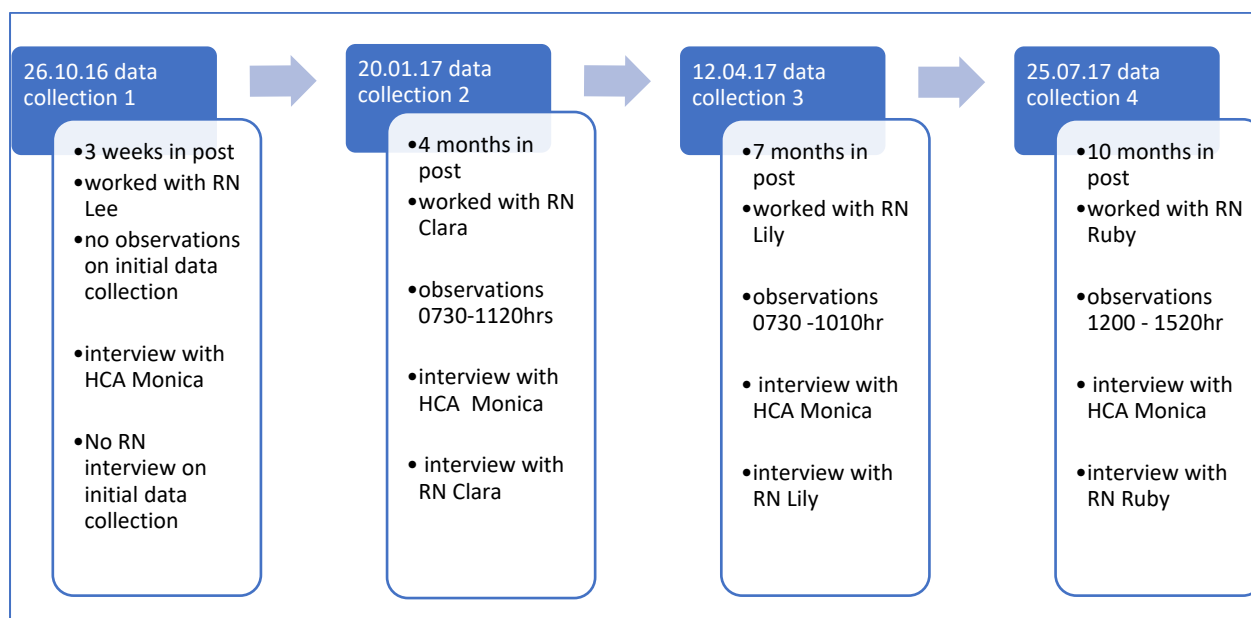 26.10.16 data
collection 1
•3 weeks in post
•worked with RN
Lee
•no observations
on initial data
collection
•interview with
HCA Monica
•No RN
interview on
initial data
collection
20.01.17 data
collection 2
•4 months in
post
•worked with RN
Clara
•observations
0730-1120hrs
•interview with
HCA  Monica
• interview with
RN Clara
12.04.17 data
collection 3
•7 months in
post
•worked with RN
Lily
•observations
0730 -1010hr
• interview with
HCA Monica
•interview with
RN Lily
25.07.17 data
collection 4
•10 months in
post
•worked with RN
Ruby
•observations
1200 - 1520hr
• interview with
HCA Monica
•interview with
RN Ruby